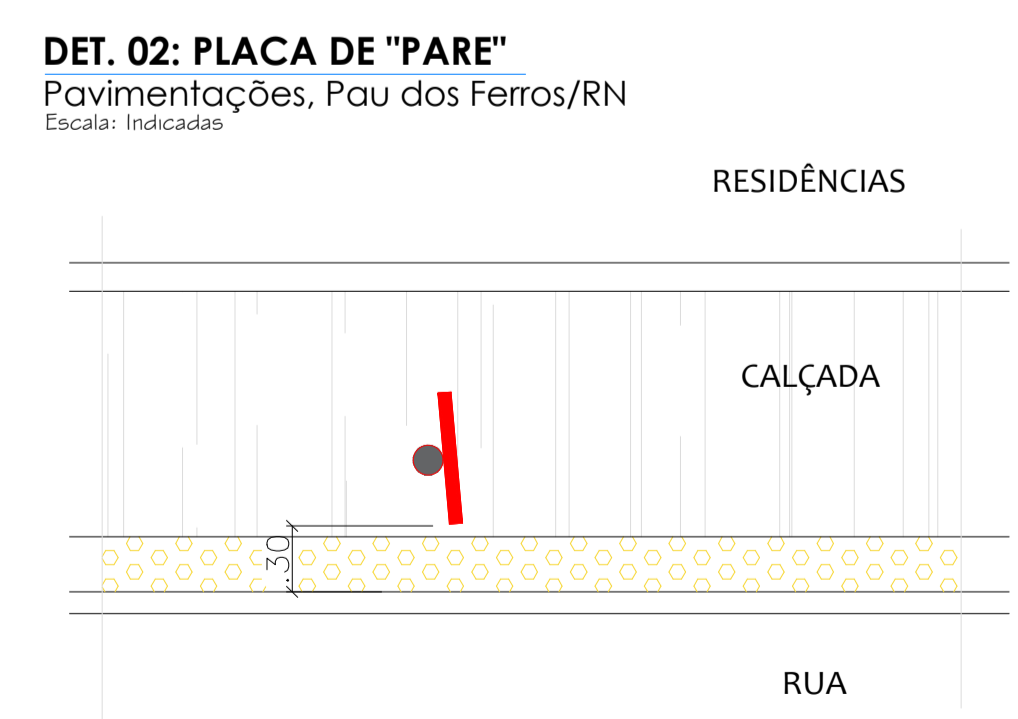 DET. 02: PLACA DE "PARE"
Pavimentações, Pau dos Ferros/RN
Escala: Indicadas
RESIDÊNCIAS
CALÇADA
.30
RUA